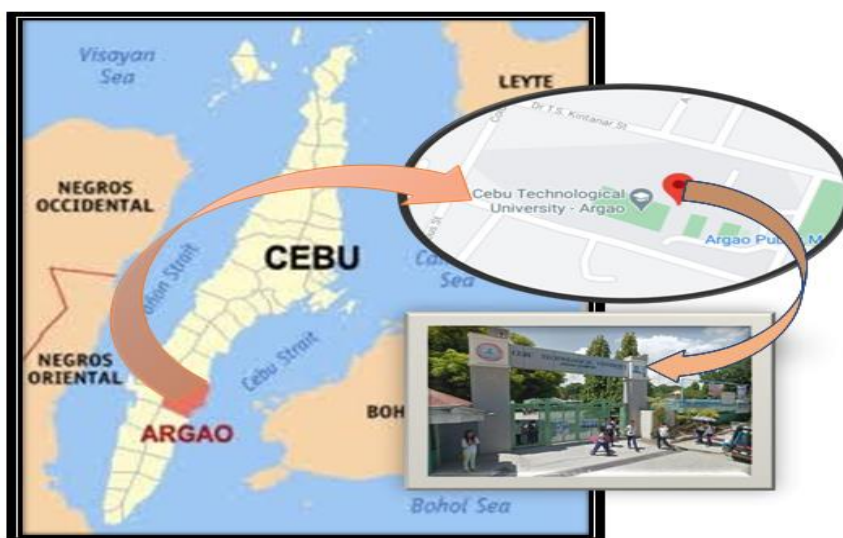 Visayan
Sea
LEYTE
NEGROS
OCCIDENTAL
CEBU
Sea
Cebu Strait
NEGROS
ORIENTAL
ARGAO
BOH
Bohol Sea
Dr T.S. Kintanar St
Cebu Technological
University - Argao
Argao Public M